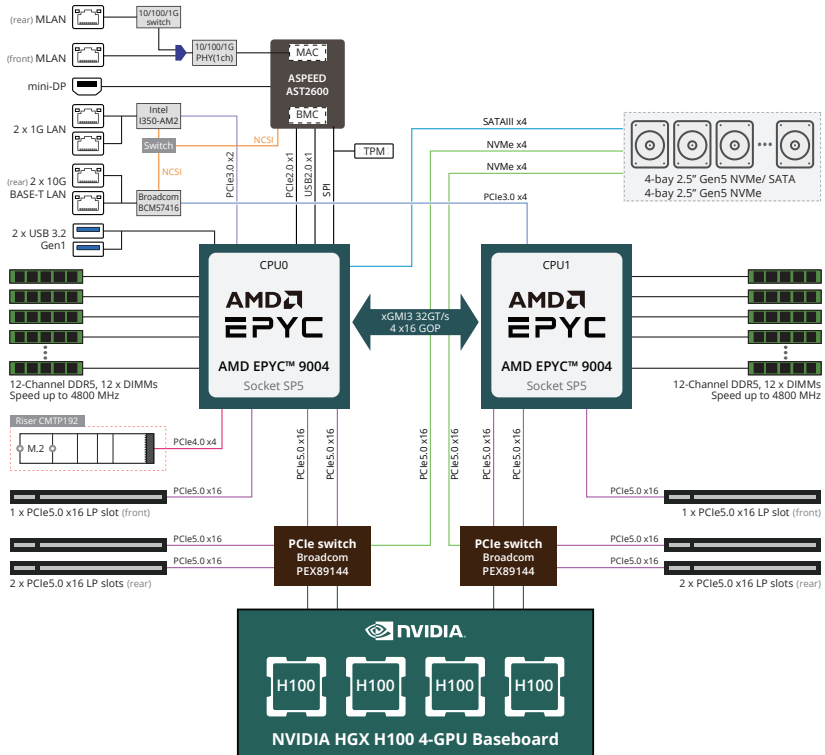 (rear) MLAN
10/100/1G
switch
(front) MLAN
10/100/1G
PHY(1ch)
MAC
ASPEED
AST2600
BMC
mini-DP
2 x 1G LAN
Intel
I350-AM2
Switch
NCSI
NCSI
(rear) 2 x 10G
BASE-T LAN
Broadcom
BCM57416
2 x USB 3.2
Gen1
PCIe3.0 x2
PCIe2.0 x1
USB2.0 x1
SPI
TPM
SATAIII x4
NVMe x4
NVMe x4
PCIe3.0 x4
4-bay 2.5" Gen5 NVMe/ SATA
4-bay 2.5" Gen5 NVMe
CPU0
AMD
EPYC
AMD EPYC™ 9004
Socket SP5
xGMI3 32GT/s
4 x16 GOP
CPU1
AMD
EPYC
AMD EPYC™ 9004
Socket SP5
12-Channel DDR5, 12 x DIMMs
Speed up to 4800 MHz
12-Channel DDR5, 12 x DIMMs
Speed up to 4800 MHz
Riser CMTP192
M.2
PCIe4.0 x4
PCIe5.0 x16
PCIe5.0 x16
PCIe5.0 x16
PCIe5.0 x16
PCIe5.0 x16
PCIe5.0 x16
PCIe5.0 x16
1 x PCIe5.0 x16 LP slot (front)
PCIe5.0 x16
1 x PCIe5.0 x16 LP slot (front)
PCIe5.0 x16
PCIe5.0 x16
2 x PCIe5.0 x16 LP slots (rear)
PCIe switch
Broadcom
PEX89144
PCIe switch
Broadcom
PEX89144
PCIe5.0 x16
PCIe5.0 x16
2 x PCIe5.0 x16 LP slots (rear)
NVIDIA.
H100
H100
H100
H100
NVIDIA HGX H100 4-GPU Baseboard